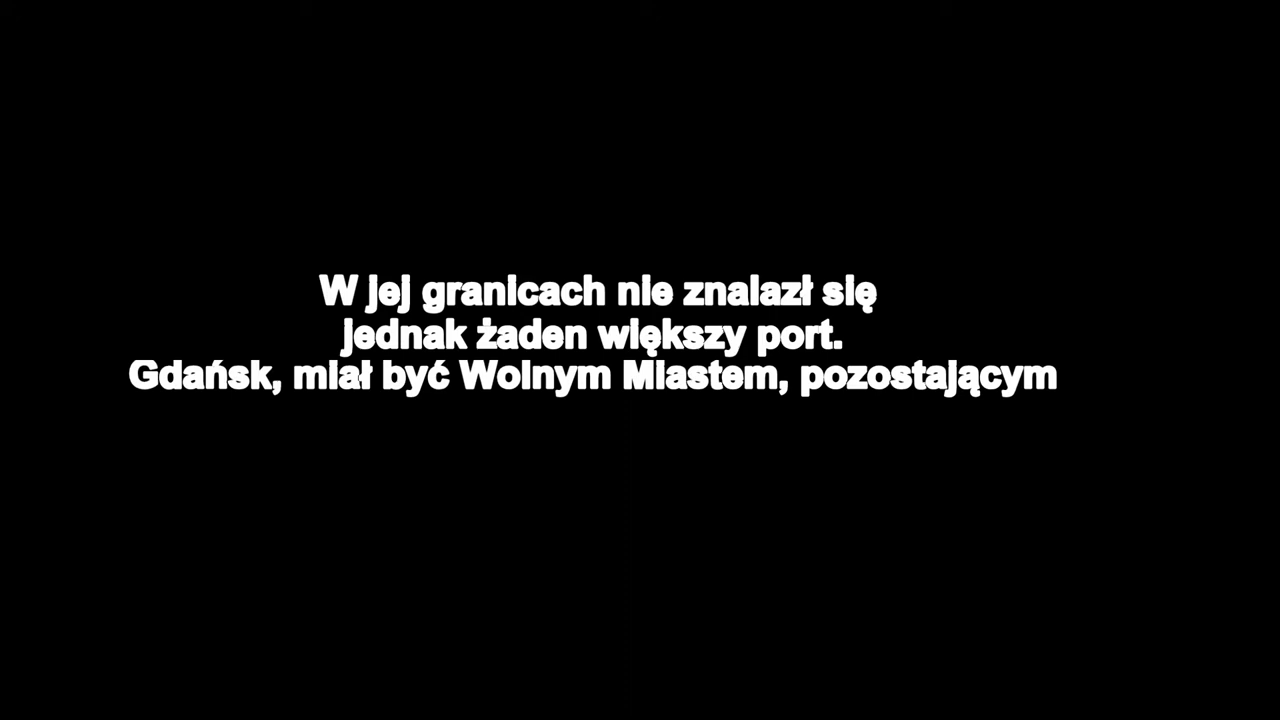 W jej granicach nie znalazł się
jednak żaden większy port.
Gdańsk, miał być Wolnym Miastem, pozostającym